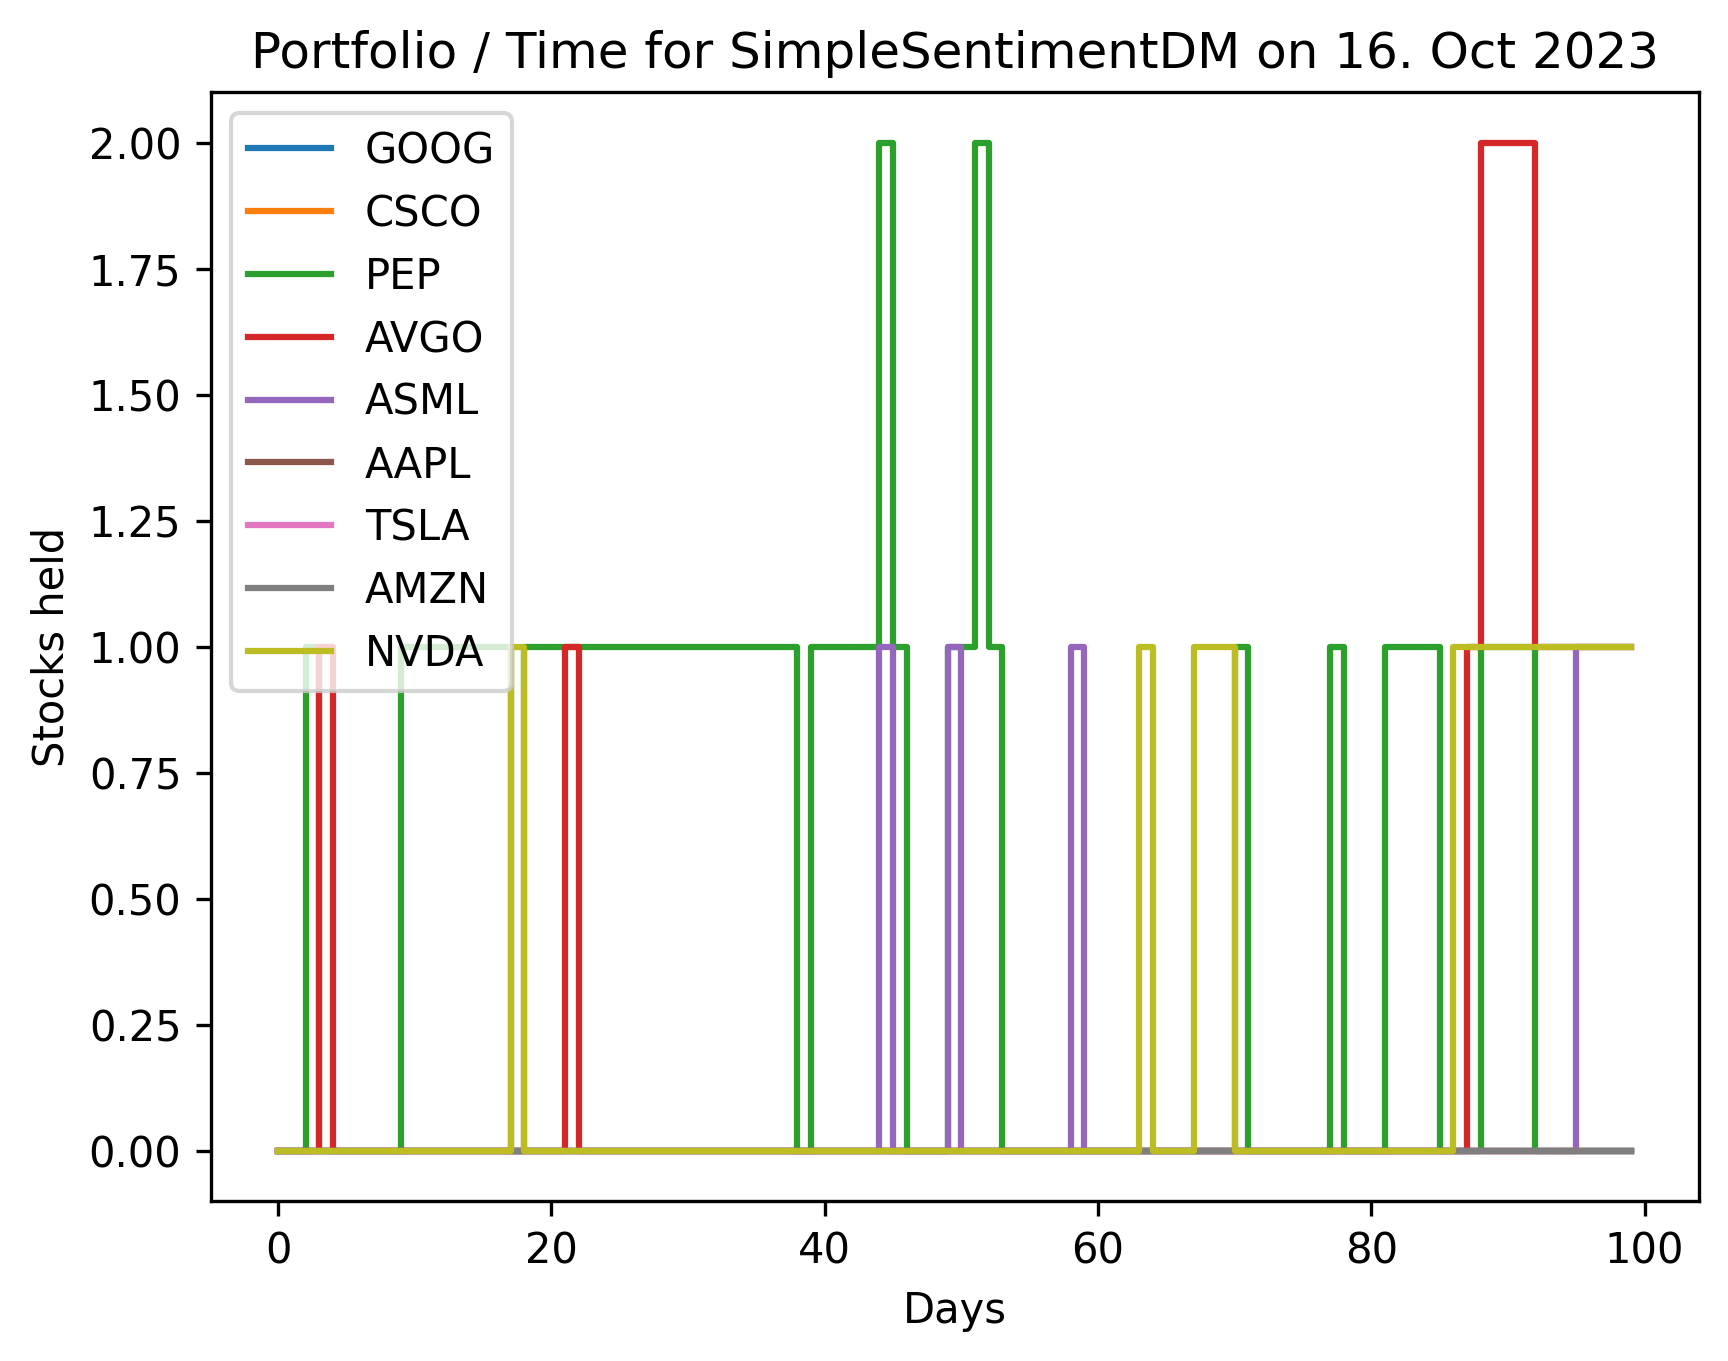 Portfolio / Time for SimpleSentimentDM on 16. Oct 2023
2.00
1.75
1.50
1.25
1.00
0.75
0.50
0.25
0.00
Stocks held
GOOG
CSCO
PEP
AVGO
ASML
AAPL
TSLA
AMZN
NVDA
0 20 40 60 80 100
Days